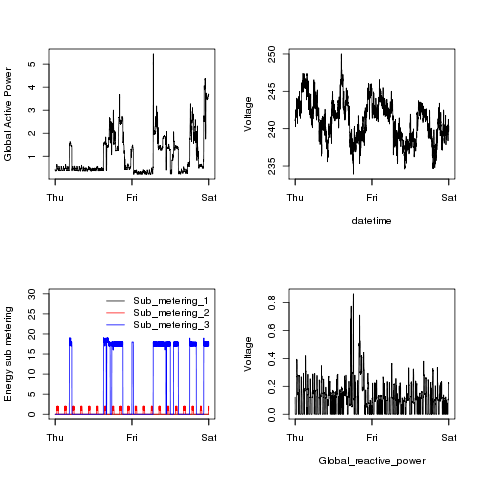 Global Active Power
5
4
3
2
1
Thu Fri Sat
Voltage
250
245
240
235
Thu Fri Sat
datetime
Energy sub metering
30
25
20
15
10
5
0
Sub_metering_1
Sub_metering_2
Sub_metering_3
Thu Fri Sat
Voltage
0.8
0.6
0.4
0.2
0.0
Thu Fri Sat
Global_reactive_power